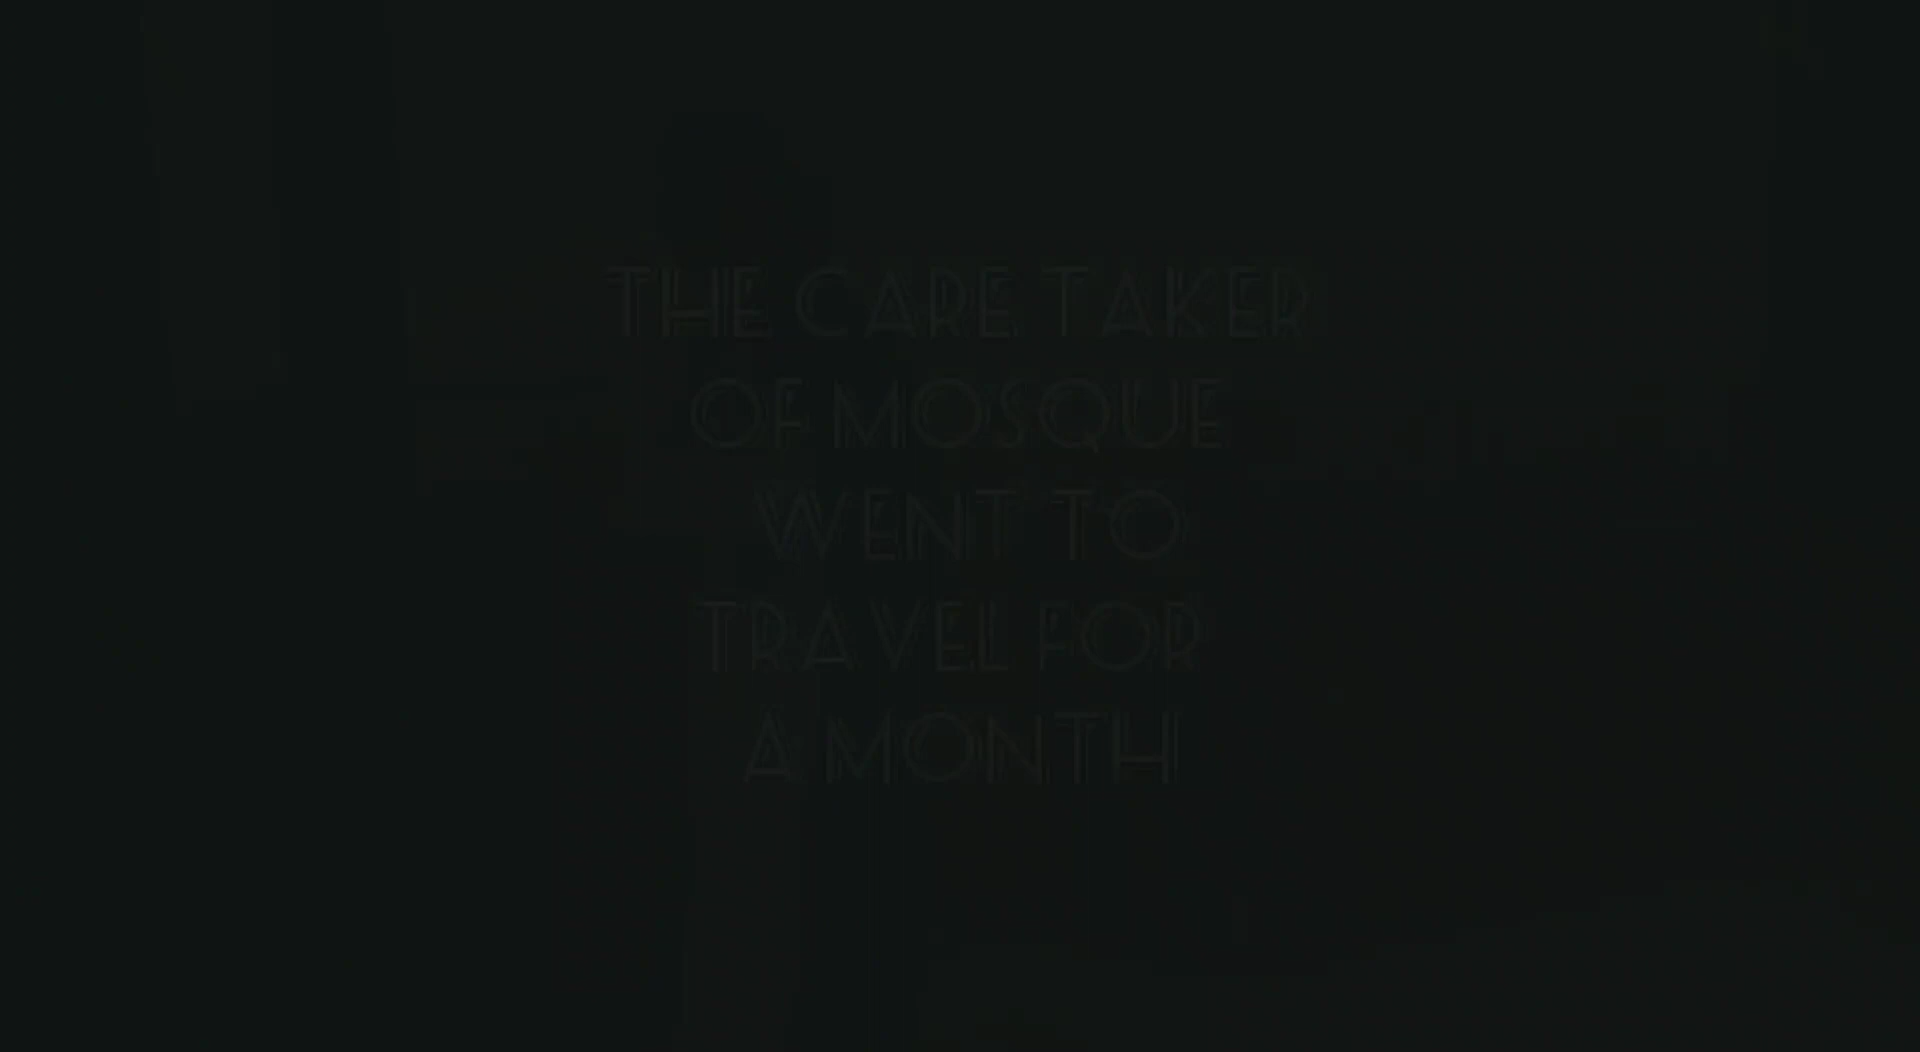 THE CARE TAKER
OF MOSQUE
WENT TO
TRAVEL FOR
A MONTH